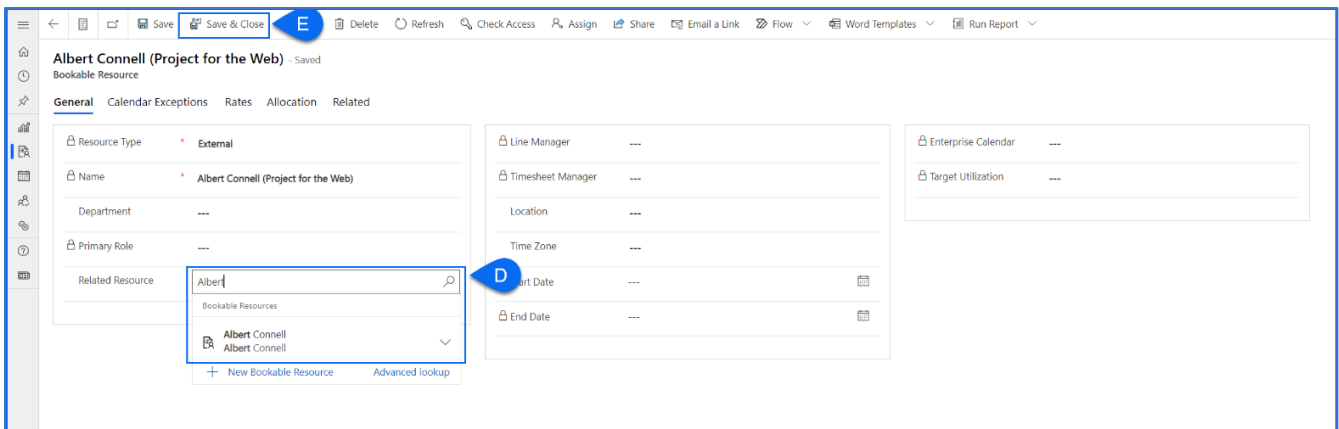 Save Save & Close E Delete Refresh Check Access Assign Share Email a Link Flow Word Templates Run Report
Albert Connell (Project for the Web) - Saved
Bookable Resource
General Calendar Exceptions Rates Allocation Related
Resource Type * External Line Manager --- Enterprise Calendar ---
Name * Albert Connell (Project for the Web) Timesheet Manager --- Target Utilization ---
Department --- Location ---
Primary Role --- Time Zone ---
Related Resource Albert D art Date ---
Bookable Resources
End Date ---
Albert Connell
Albert Connell
New Bookable Resource Advanced lookup